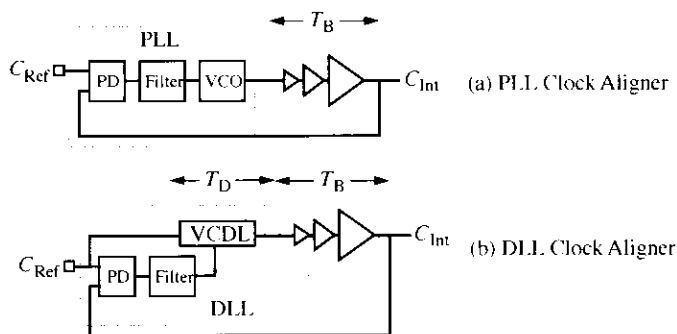 T_B
PLL
C_Ref
PD
Filter
VCO
C_Int
(a) PLL Clock Aligner
T_D
T_B
VCDL
C_Int
(b) DLL Clock Aligner
C_Ref
PD
Filter
DLL